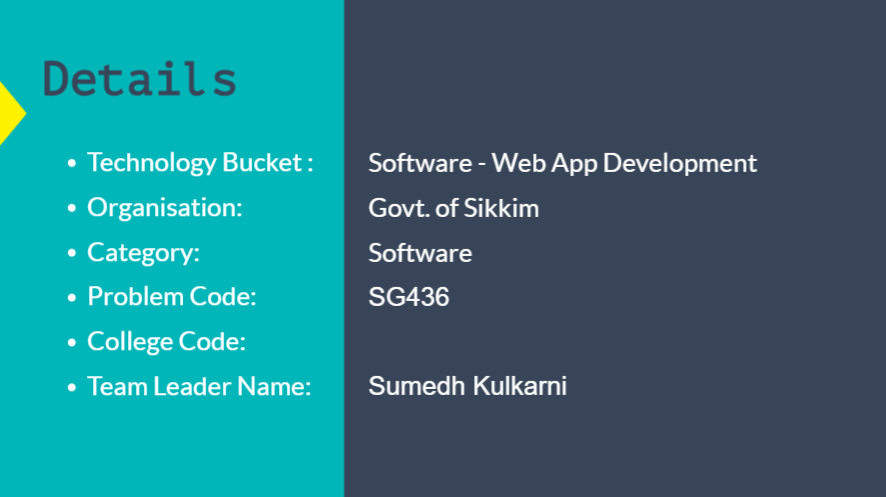 Details
• Technology Bucket : Software - Web App Development
• Organisation: Govt. of Sikkim
• Category: Software
• Problem Code: SG436
• College Code:
• Team Leader Name: Sumedh Kulkarni